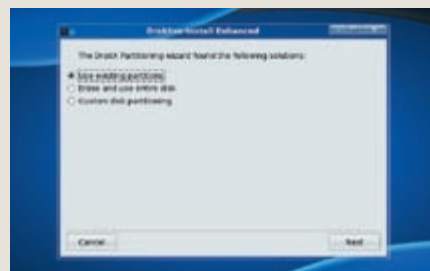 The DrakX Partitioning wizard found the following solutions:
Use existing partitions
Erase and use entire disk
Custom disk partitioning
Cancel
Next